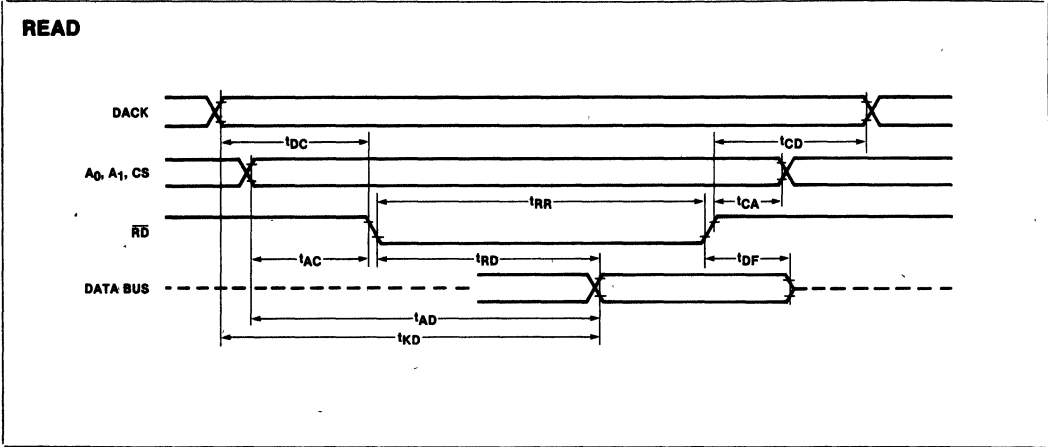 READ
DACK
tDC
tCD
A0, A1, CS
tRR
tCA
RD
tAC
tRD
tDF
DATA BUS
tAD
tKD